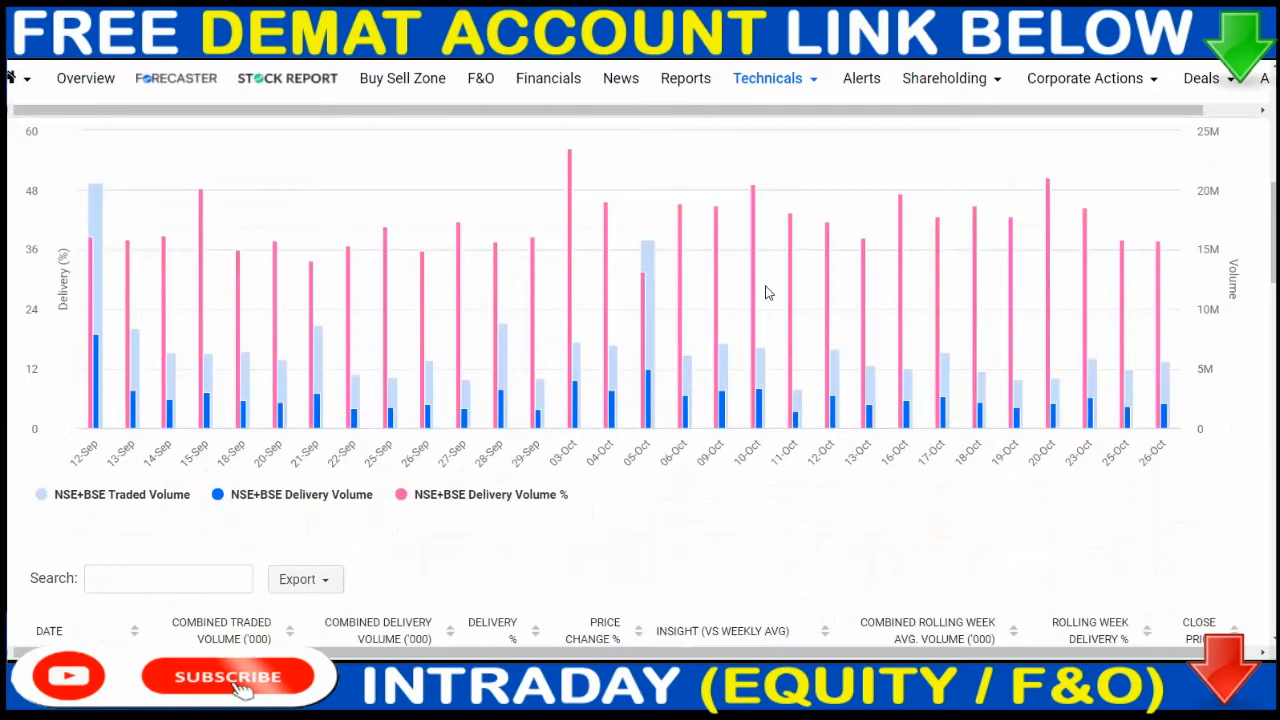 FREE DEMAT ACCOUNT LINK BELOW
Overview FORECASTER STOCK REPORT Buy Sell Zone F&O Financials News Reports Technicals Alerts Shareholding Corporate Actions Deals A
60 25M
48 20M
36 15M
24 10M
12 5M
0 0
Delivery (%)
Volume
12-Sep 13-Sep 14-Sep 15-Sep 18-Sep 20-Sep 21-Sep 22-Sep 25-Sep 26-Sep 27-Sep 28-Sep 29-Sep 03-Oct 04-Oct 05-Oct 06-Oct 09-Oct 10-Oct 11-Oct 12-Oct 13-Oct 16-Oct 17-Oct 18-Oct 19-Oct 20-Oct 23-Oct 25-Oct 26-Oct
NSE+BSE Traded Volume NSE+BSE Delivery Volume NSE+BSE Delivery Volume %
Search: Export
DATE COMBINED TRADED VOLUME ('000) COMBINED DELIVERY VOLUME ('000) DELIVERY % PRICE CHANGE % INSIGHT (VS WEEKLY AVG) COMBINED ROLLING WEEK AVG. VOLUME ('000) ROLLING WEEK DELIVERY % CLOSE PRIC
SUBSCRIBE
INTRADAY (EQUITY / F&O)